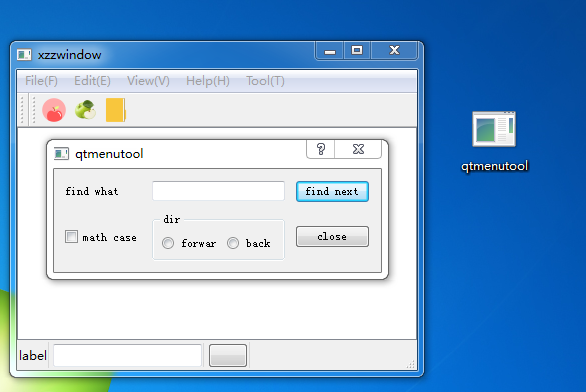 xzzwindow
File(F) Edit(E) View(V) Help(H) Tool(T)
qtmenutool
find what
find next
dir
math case
forwar
back
close
label
qtmenutool